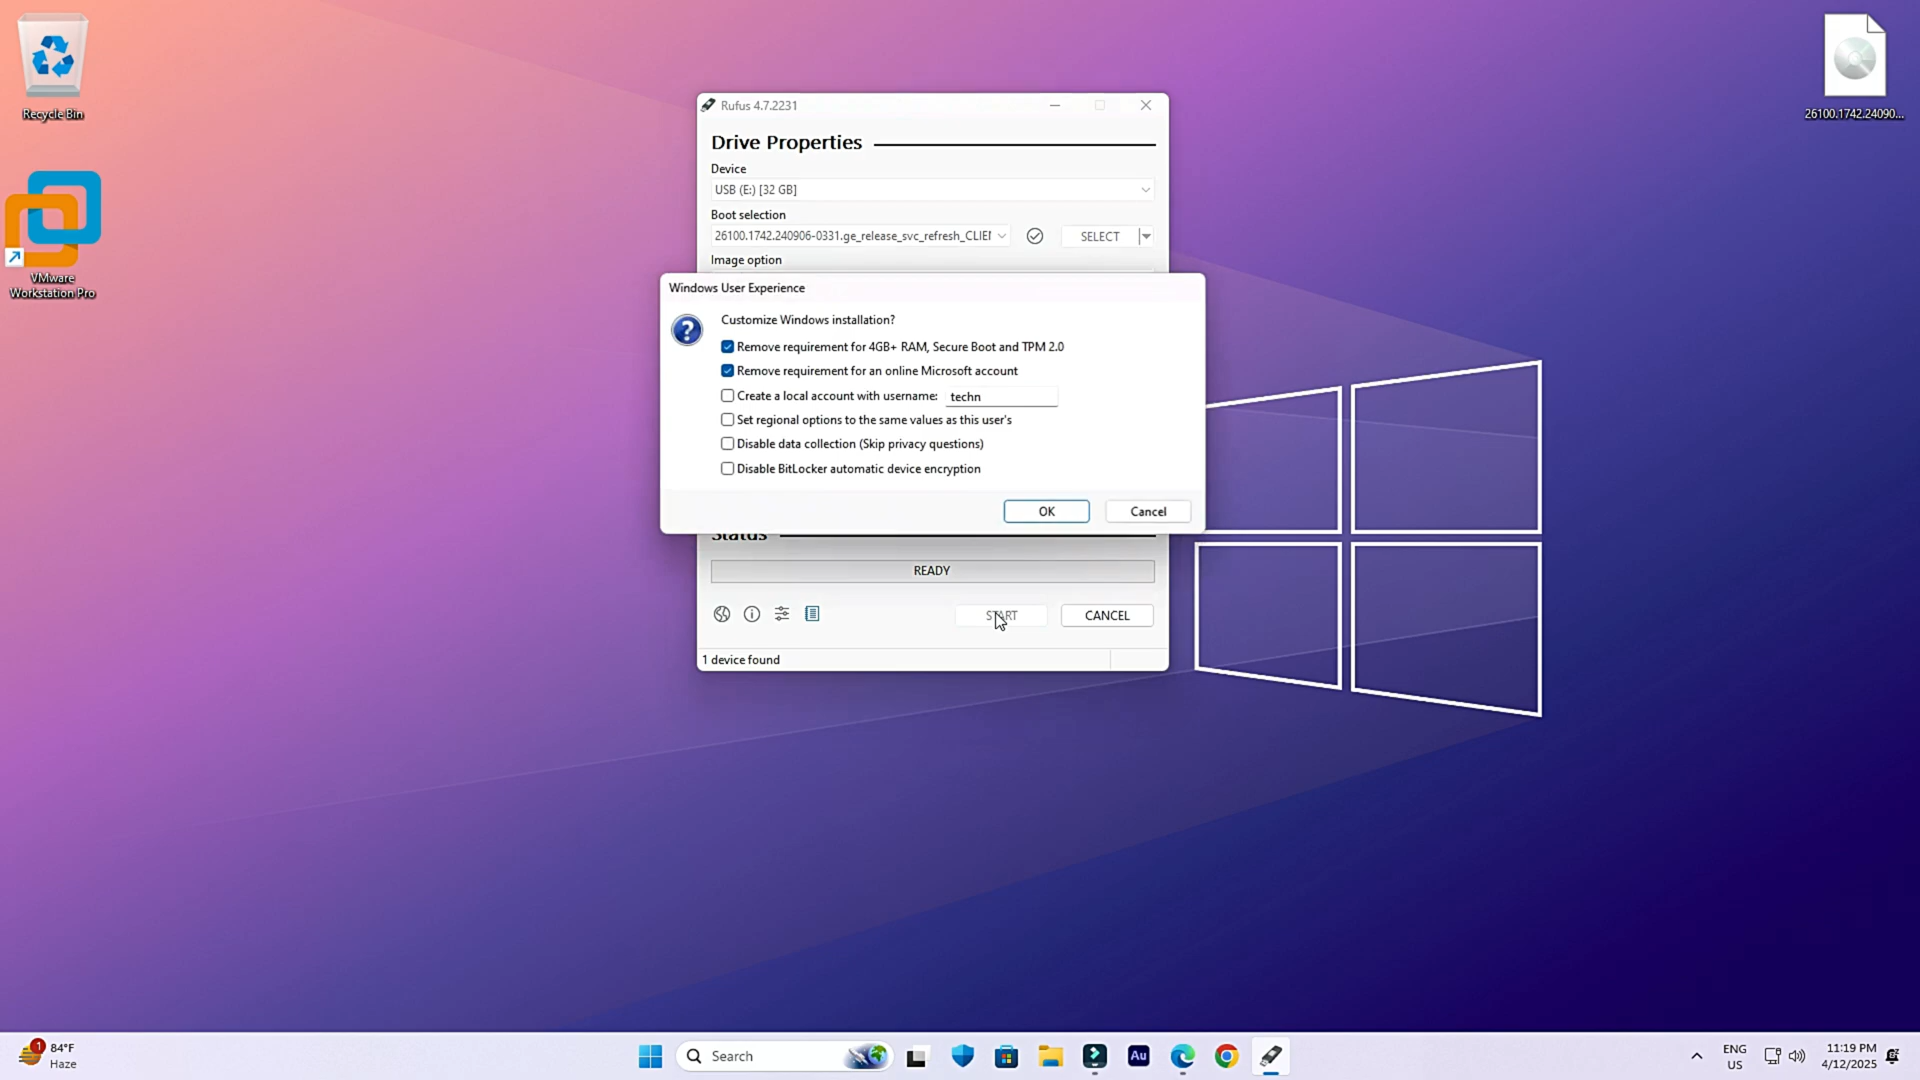 Recycle Bin
VMware
Workstation Pro
26100.1742.24090...
Rufus 4.7.2231
Drive Properties
Device
USB (E:) [32 GB]
Boot selection
26100.1742.240906-0331.ge_release_svc_refresh_CLIEI
SELECT
Image option
Windows User Experience
Customize Windows installation?
Remove requirement for 4GB+ RAM, Secure Boot and TPM 2.0
Remove requirement for an online Microsoft account
Create a local account with username: techn
Set regional options to the same values as this user's
Disable data collection (Skip privacy questions)
Disable BitLocker automatic device encryption
OK
Cancel
Status
READY
START
CANCEL
1 device found
1
84°F
Haze
Search
Au
ENG
US
11:19 PM
4/12/2025